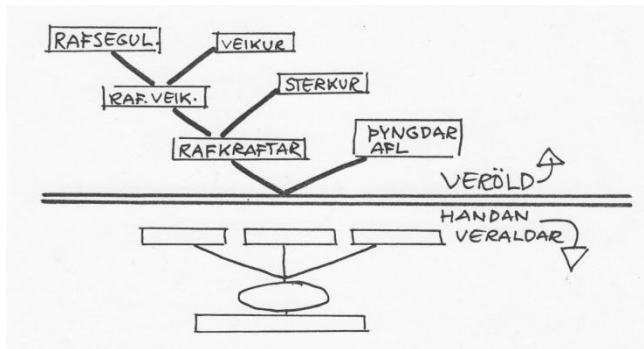 RAFSEGUL.
VEIKUR
RAF.VEIK.
STERKUR
RAFKRAFTAR
ÞYNGDAR
AFL
VERÖLD
HANDAN
VERALDAR